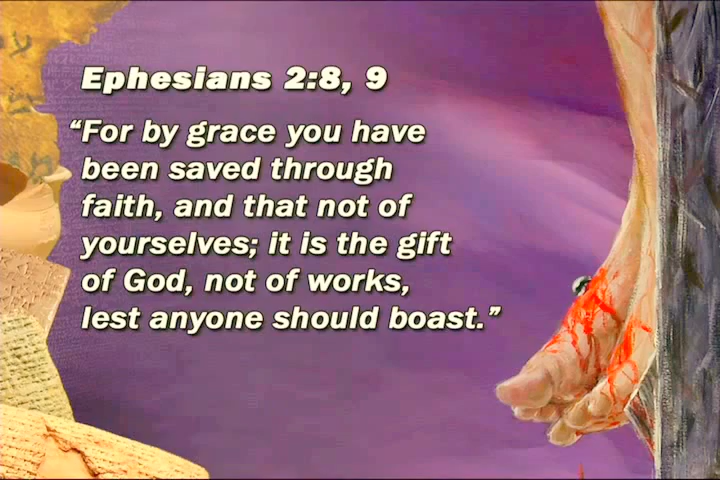 Ephesians 2:8, 9
“For by grace you have
been saved through
faith, and that not of
yourselves; it is the gift
of God, not of works,
lest anyone should boast.”